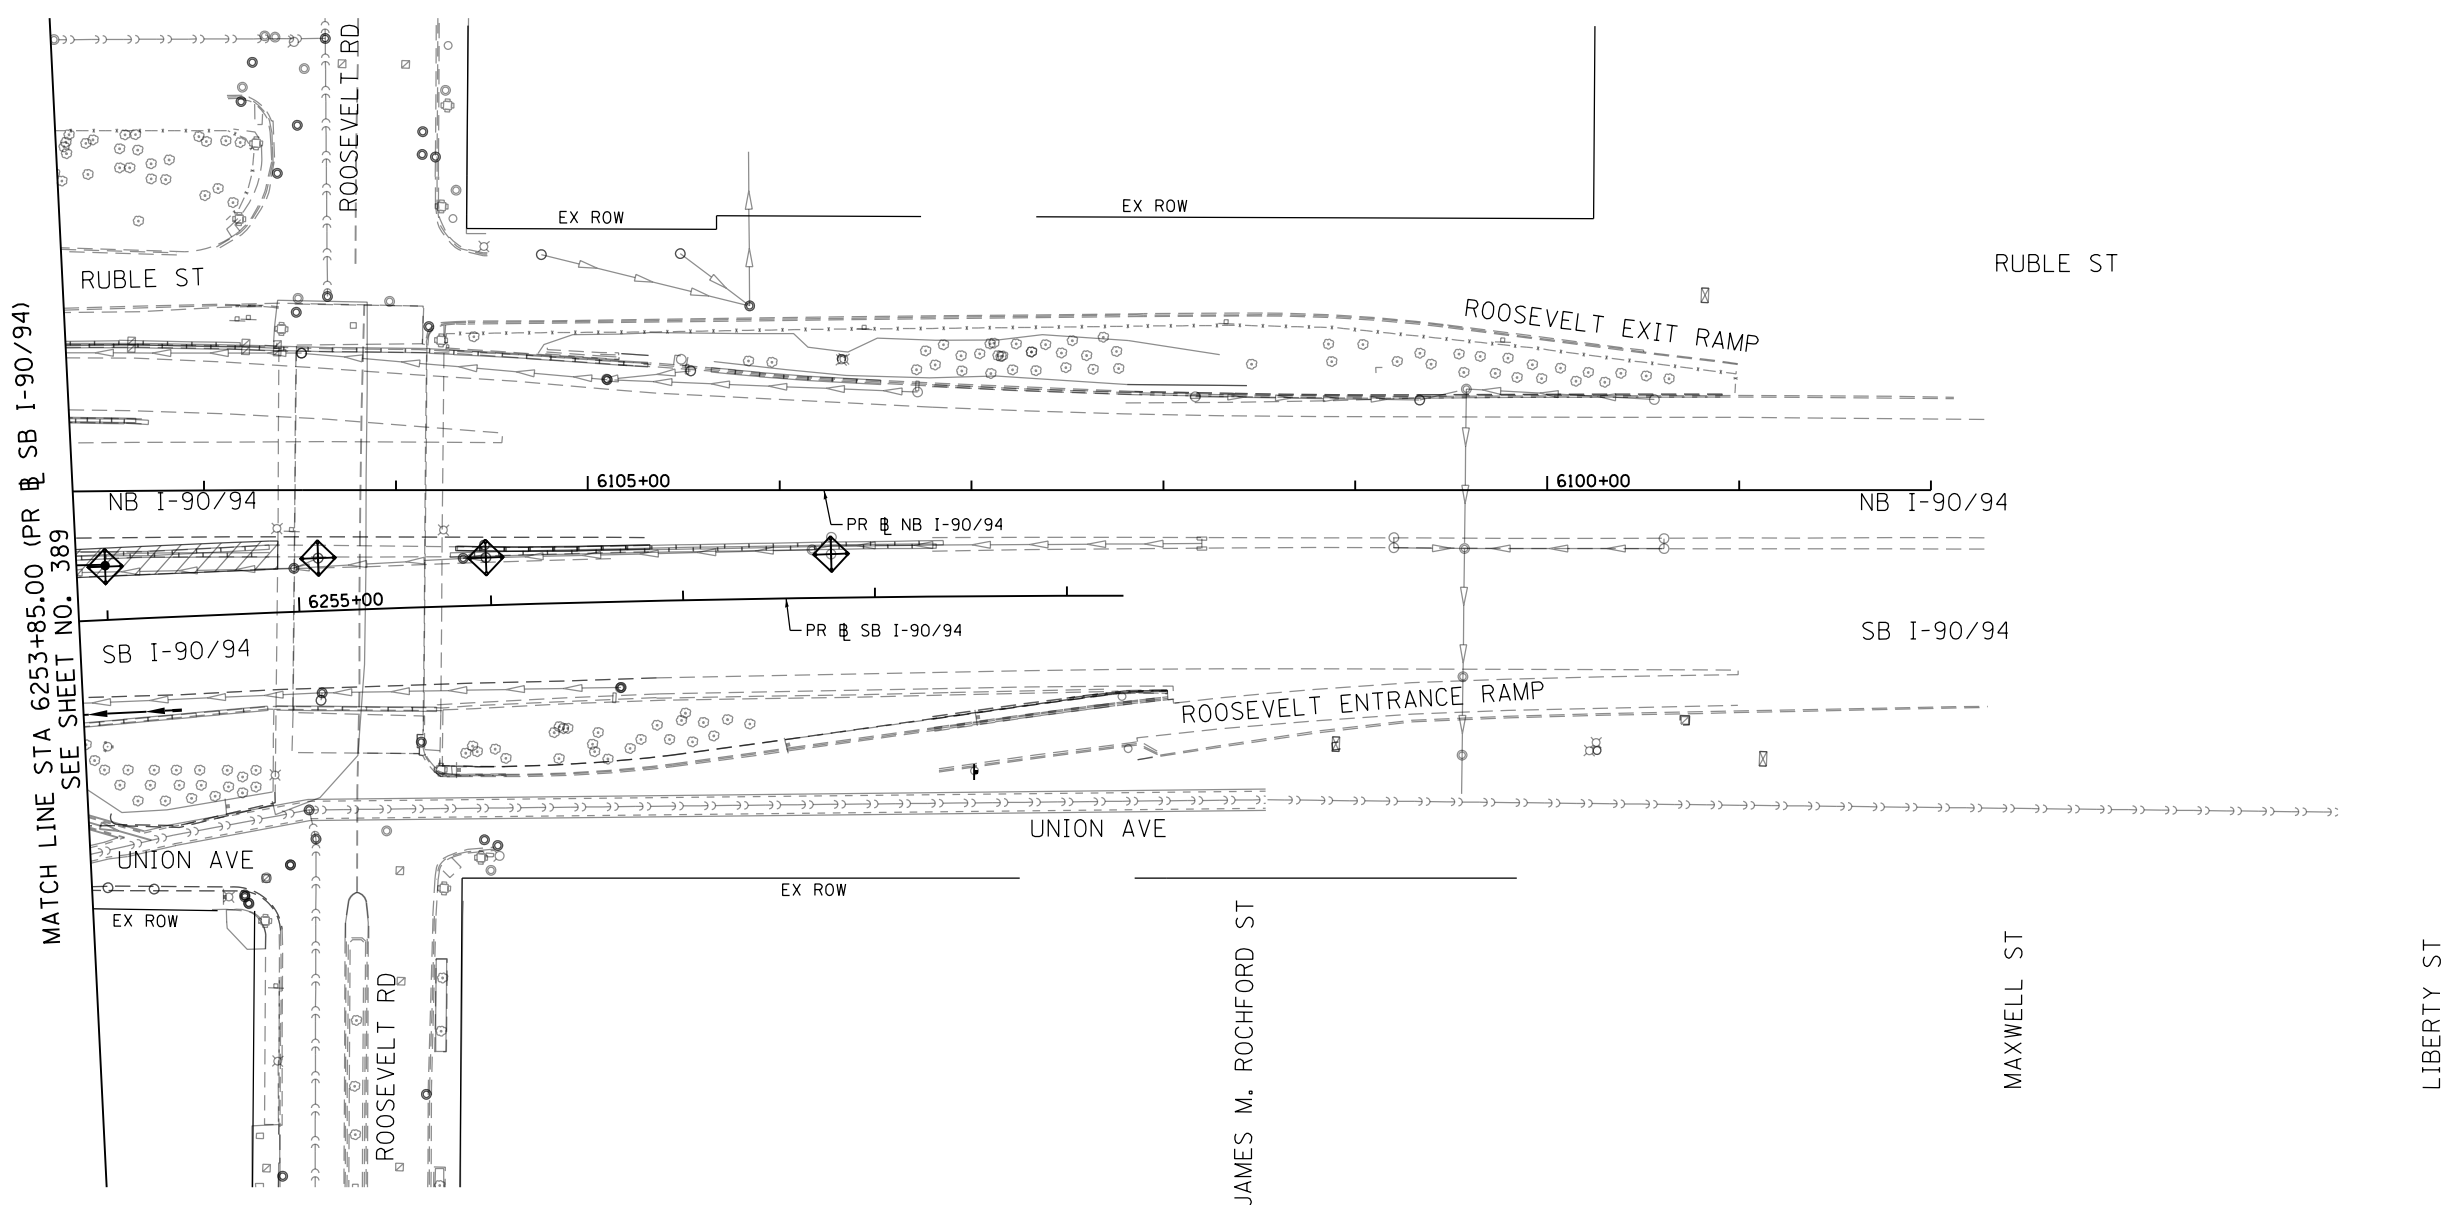 ROOSEVELT RD
EX ROW
EX ROW
RUBLE ST
RUBLE ST
ROOSEVELT EXIT RAMP
MATCH LINE STA 6253+85.00 (PR BL SB I-90/94)
SEE SHEET NO. 389
6105+00
6100+00
NB I-90/94
NB I-90/94
PR BL NB I-90/94
6255+00
PR BL SB I-90/94
SB I-90/94
SB I-90/94
ROOSEVELT ENTRANCE RAMP
UNION AVE
UNION AVE
EX ROW
EX ROW
ROOSEVELT RD
JAMES M. ROCHFORD ST
MAXWELL ST
LIBERTY ST